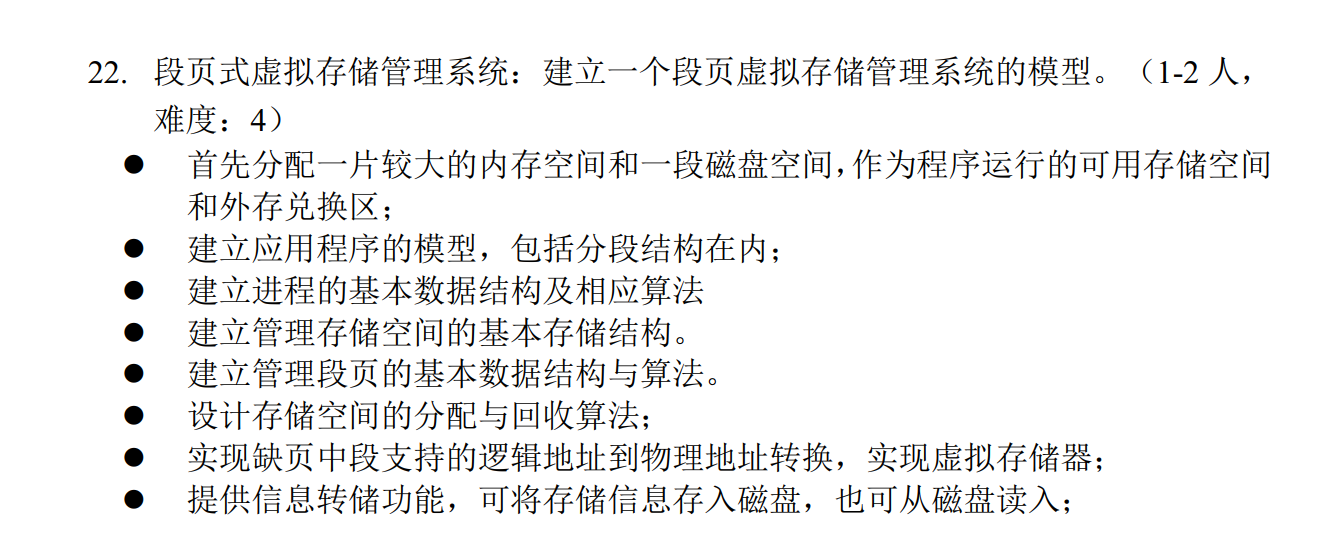 22. 段页式虚拟存储管理系统：建立一个段页虚拟存储管理系统的模型。（1-2 人，
难度：4）
● 首先分配一片较大的内存空间和一段磁盘空间，作为程序运行的可用存储空间
和外存兑换区；
● 建立应用程序的模型，包括分段结构在内；
● 建立进程的基本数据结构及相应算法
● 建立管理存储空间的基本存储结构。
● 建立管理段页的基本数据结构与算法。
● 设计存储空间的分配与回收算法；
● 实现缺页中段支持的逻辑地址到物理地址转换，实现虚拟存储器；
● 提供信息转储功能，可将存储信息存入磁盘，也可从磁盘读入；